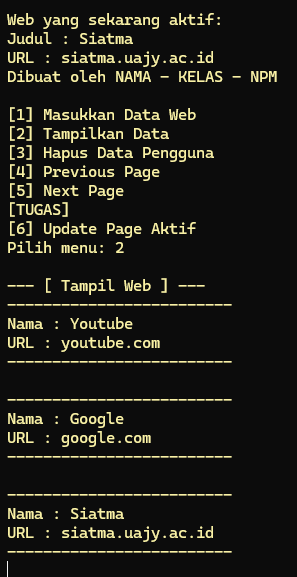 Web yang sekarang aktif:
Judul : Siatma
URL : siatma.uajy.ac.id
Dibuat oleh NAMA - KELAS - NPM
[1] Masukkan Data Web
[2] Tampilkan Data
[3] Hapus Data Pengguna
[4] Previous Page
[5] Next Page
[TUGAS]
[6] Update Page Aktif
Pilih menu: 2
--- [ Tampil Web ] ---
-------------------------
Nama : Youtube
URL : youtube.com
-------------------------
-------------------------
Nama : Google
URL : google.com
-------------------------
-------------------------
Nama : Siatma
URL : siatma.uajy.ac.id
-------------------------